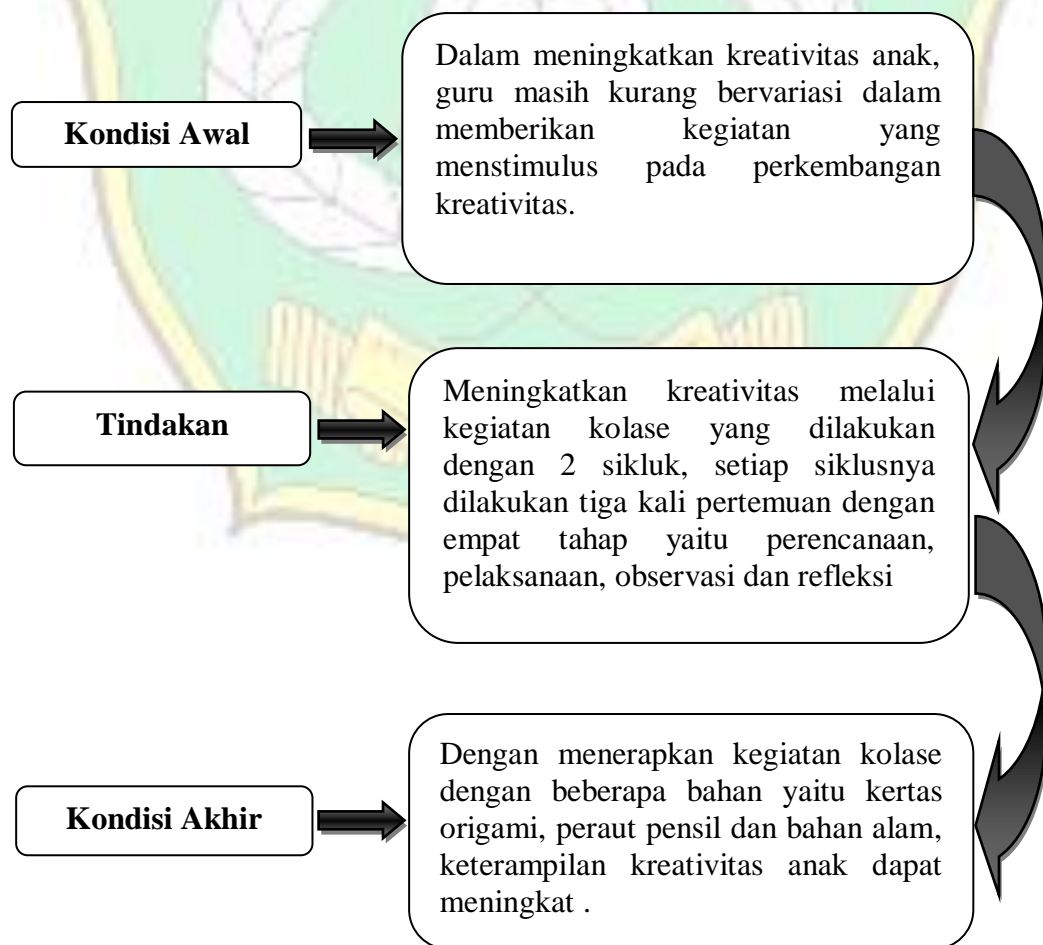 Kondisi Awal
Dalam meningkatkan kreativitas anak,
guru masih kurang bervariasi dalam
memberikan kegiatan yang
menstimulus pada perkembangan
kreativitas.
Tindakan
Meningkatkan kreativitas melalui
kegiatan kolase yang dilakukan
dengan 2 sikluk, setiap siklusnya
dilakukan tiga kali pertemuan dengan
empat tahap yaitu perencanaan,
pelaksanaan, observasi dan refleksi
Kondisi Akhir
Dengan menerapkan kegiatan kolase
dengan beberapa bahan yaitu kertas
origami, peraut pensil dan bahan alam,
keterampilan kreativitas anak dapat
meningkat .